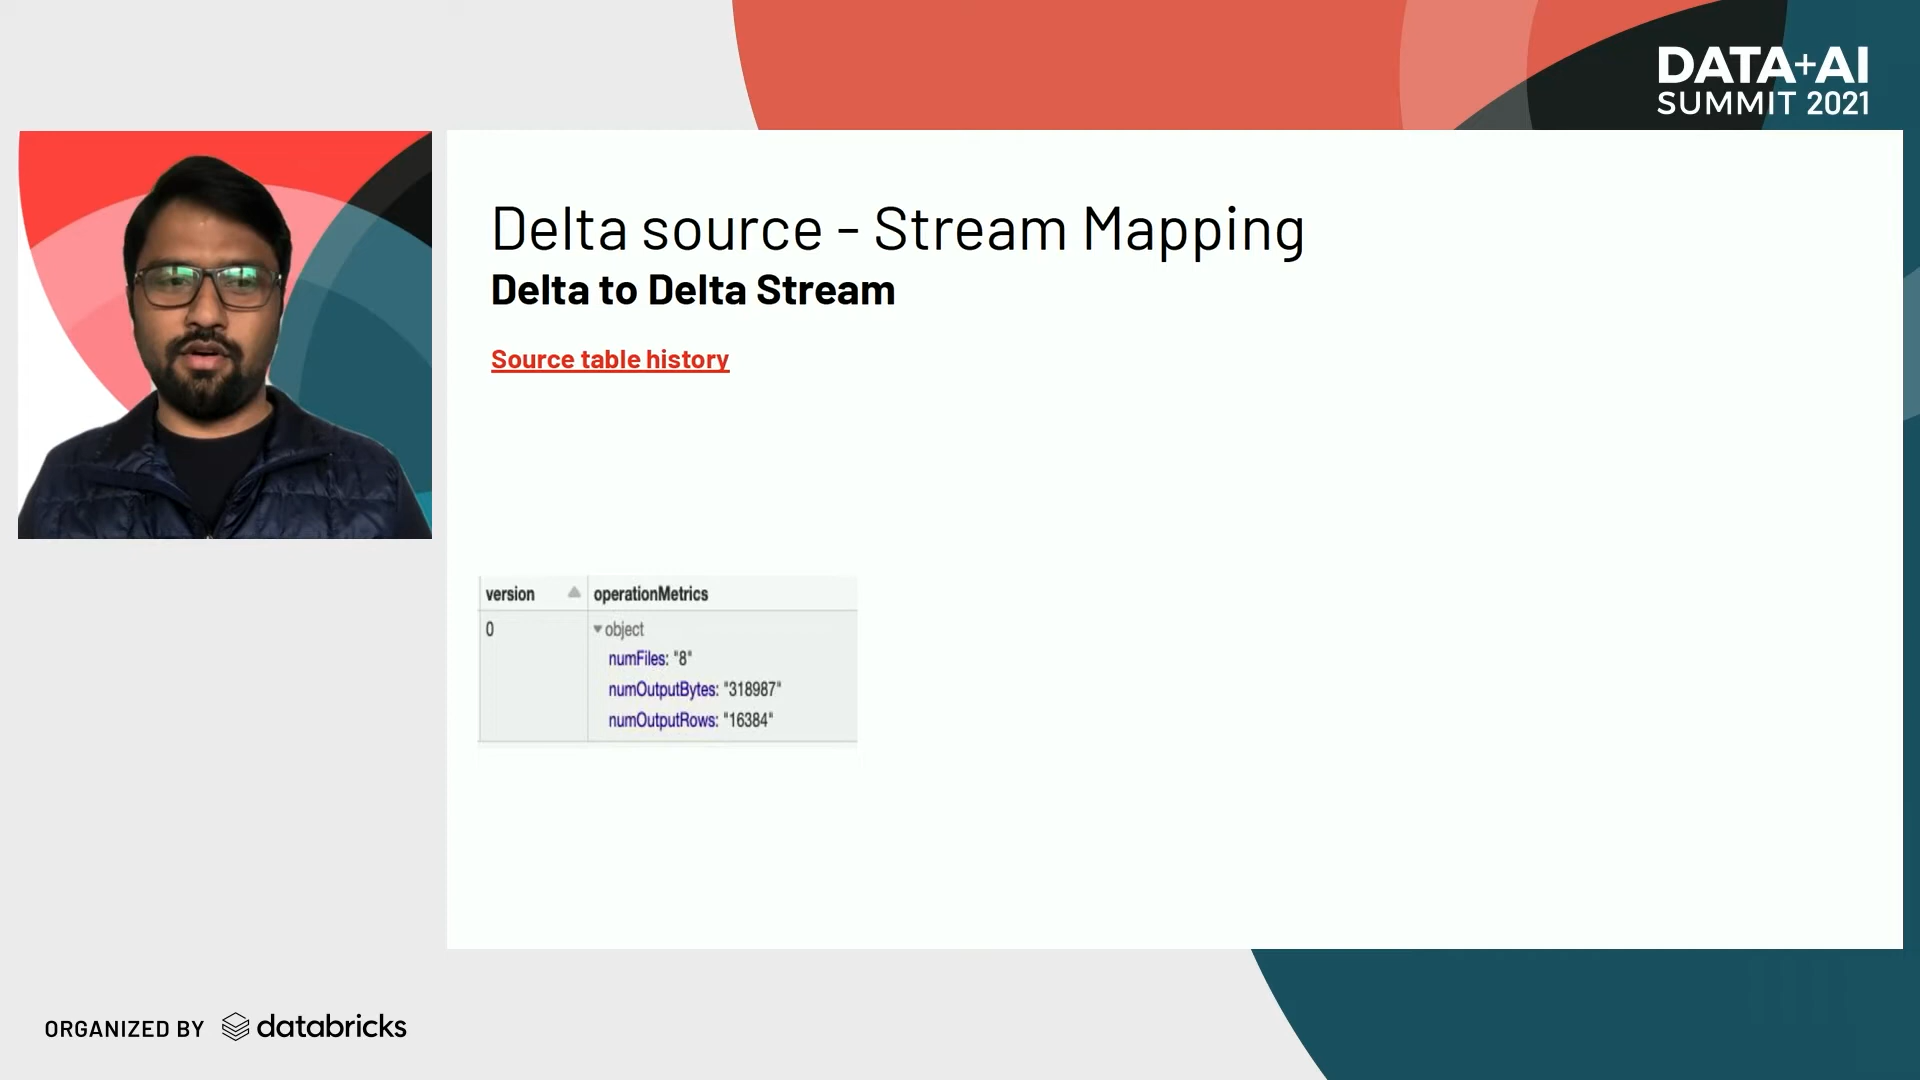 DATA+AI
SUMMIT 2021
Delta source - Stream Mapping
Delta to Delta Stream
Source table history
version operationMetrics
0 object
numFiles: "8"
numOutputBytes: "318987"
numOutputRows: "16384"
ORGANIZED BY databricks